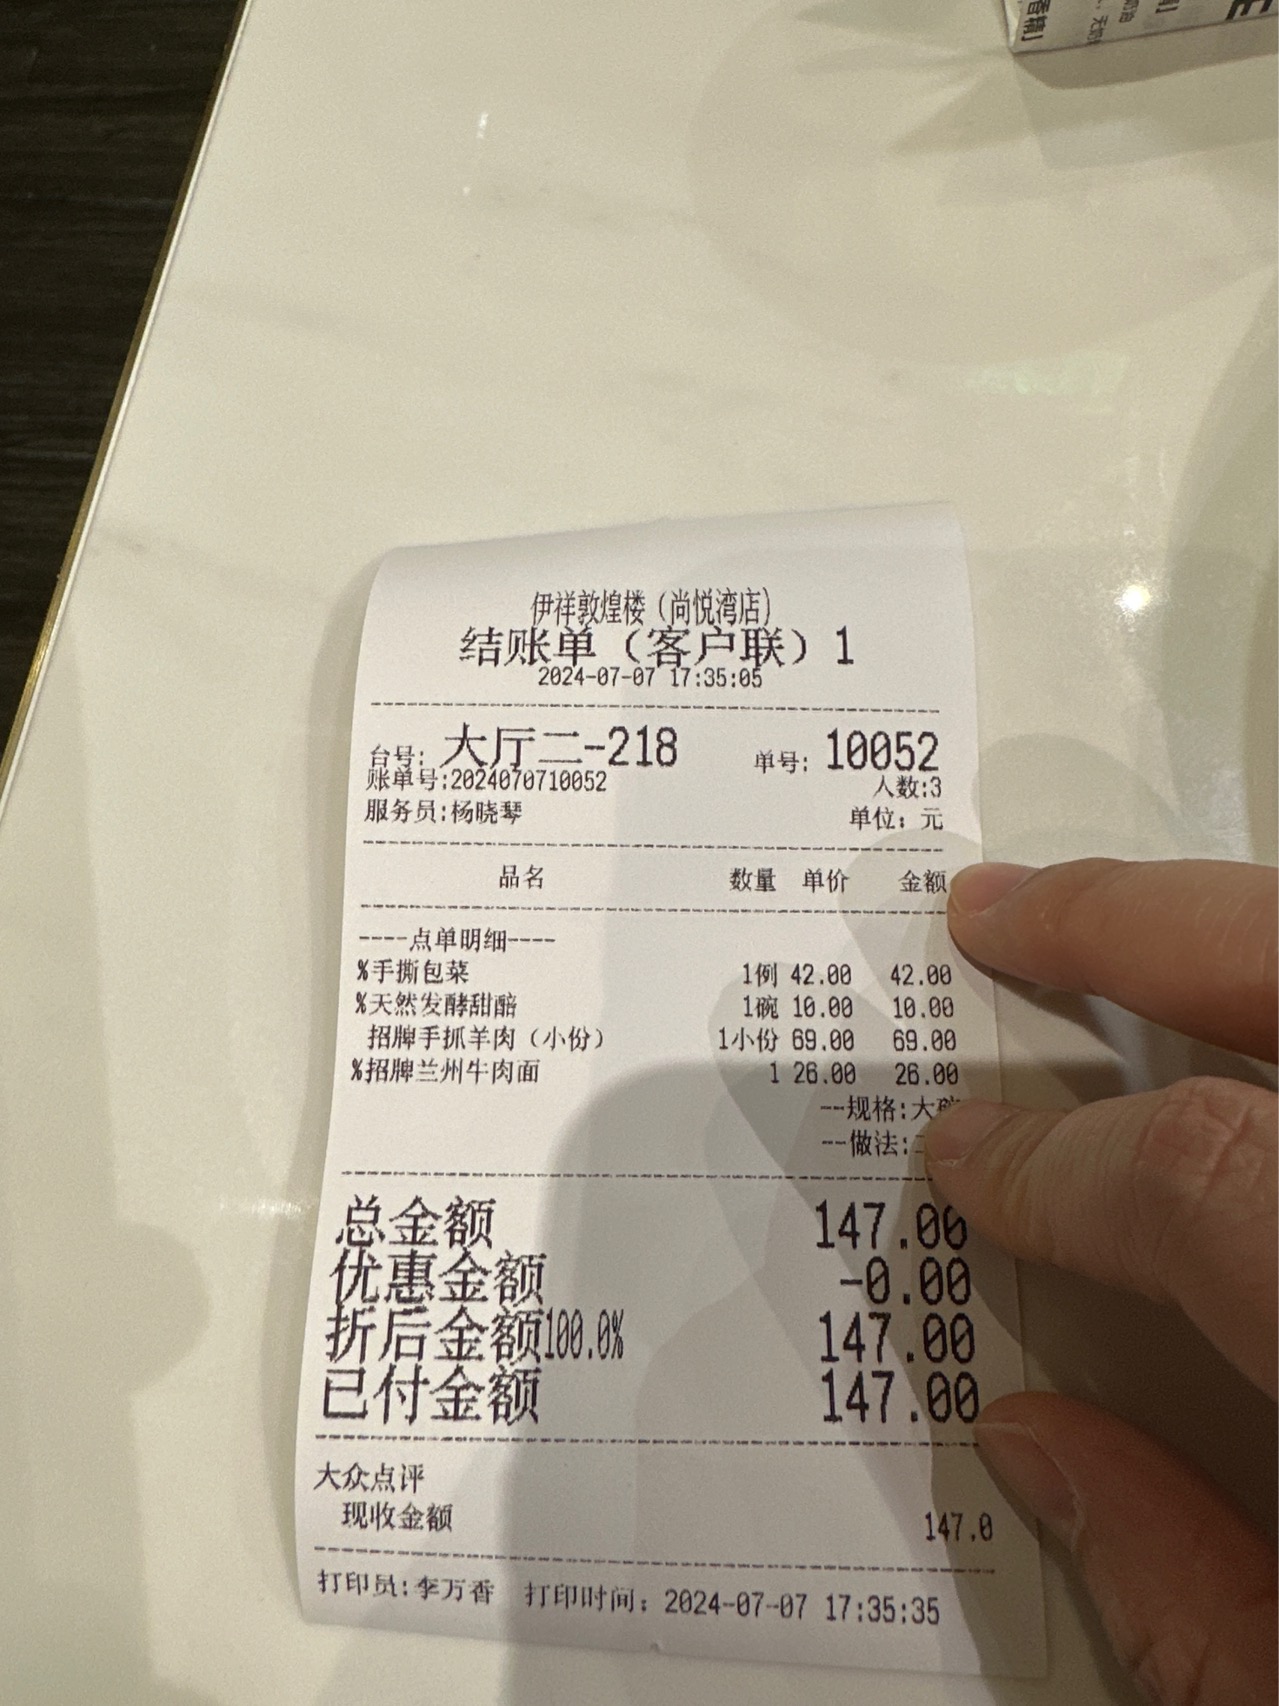 香橘」
无奶
奶油
」
E
伊祥敦煌楼（尚悦湾店）
结账单（客户联）1
2024-07-07 17:35:05
台号: 大厅二-218 单号: 10052
账单号:2024070710052 人数:3
服务员:杨晓琴 单位: 元
品名 数量 单价 金额
----点单明细----
%手撕包菜 1例 42.00 42.00
%天然发酵甜醅 1碗 10.00 10.00
招牌手抓羊肉（小份） 1小份 69.00 69.00
%招牌兰州牛肉面 1 26.00 26.00
--规格:大碗
--做法:
总金额 147.00
优惠金额 -0.00
折后金额100.0% 147.00
已付金额 147.00
大众点评
现收金额 147.0
打印员:李万香 打印时间: 2024-07-07 17:35:35